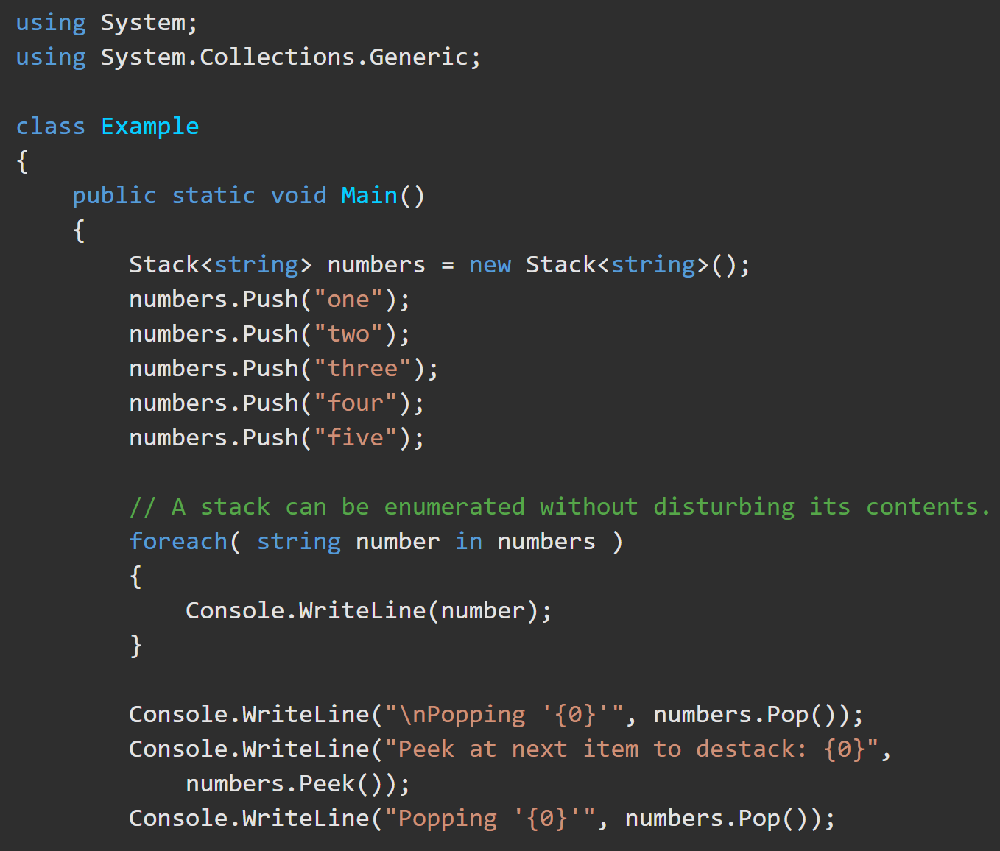 using System;
using System.Collections.Generic;

class Example
{
    public static void Main()
    {
        Stack<string> numbers = new Stack<string>();
        numbers.Push("one");
        numbers.Push("two");
        numbers.Push("three");
        numbers.Push("four");
        numbers.Push("five");

        // A stack can be enumerated without disturbing its contents.
        foreach( string number in numbers )
        {
            Console.WriteLine(number);
        }

        Console.WriteLine("\nPopping '{0}'", numbers.Pop());
        Console.WriteLine("Peek at next item to destack: {0}",
            numbers.Peek());
        Console.WriteLine("Popping '{0}'", numbers.Pop());